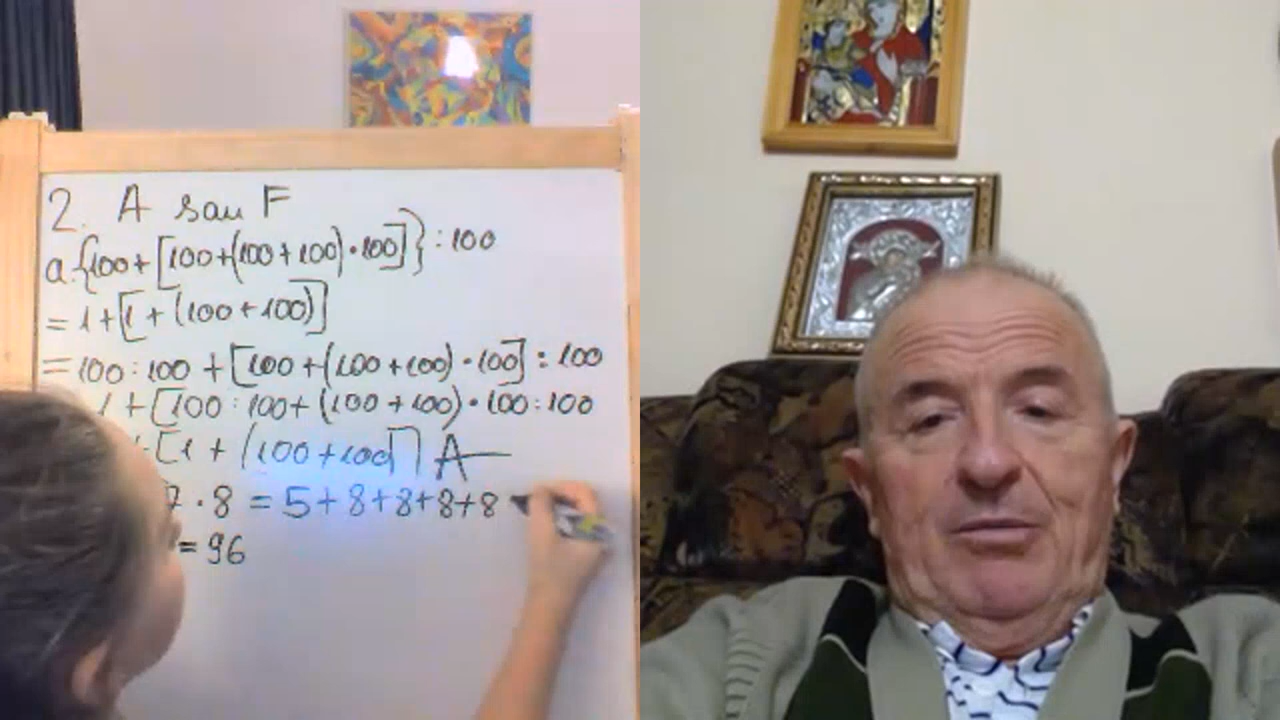 2. A sau F
a. {100+[100+(100+100)•100]}:100
= 1+[1+(100+100)]
=100:100+[100+(100+100)•100]:100
1+[100:100+(100+100)•100:100
[1+(100+100)] A
7•8=5+8+8+8+8
=96